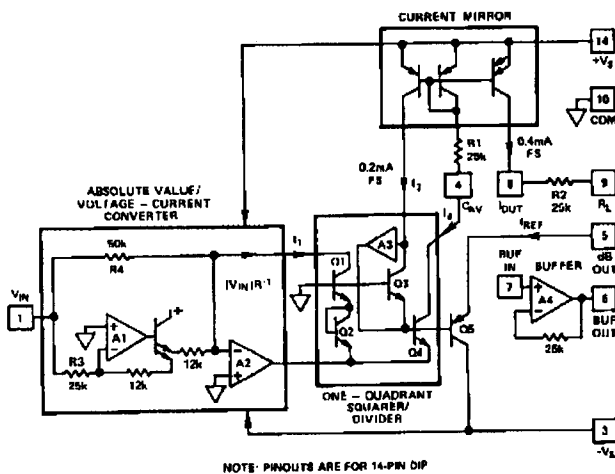 CURRENT MIRROR
14
+VS
10
COM
R1
25k
0.2mA
FS
0.4mA
FS
I3
4
CAV
I4
8
IOUT
R2
25k
9
RL
ABSOLUTE VALUE/
VOLTAGE – CURRENT
CONVERTER
IREF
5
dB
OUT
50k
R4
I1
|VIN|R-1
A3
Q1
Q3
BUF
IN
7
BUFFER
A4
6
BUF
OUT
25k
VIN
1
+
A1
12k
R3
25k
12k
A2
Q2
Q4
Q5
ONE – QUADRANT
SQUARER/
DIVIDER
3
-VS
NOTE: PINOUTS ARE FOR 14-PIN DIP